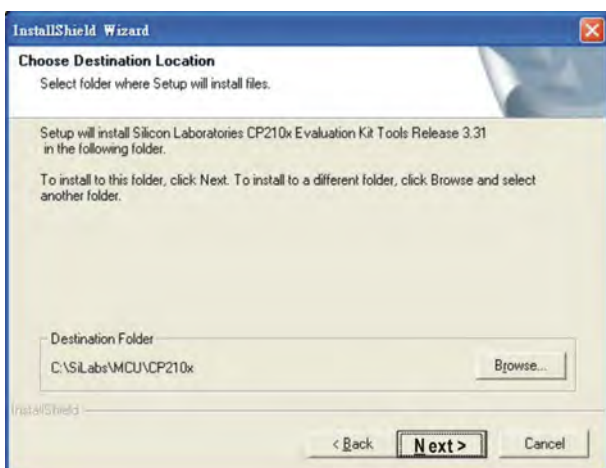 InstallShield Wizard
Choose Destination Location
Select folder where Setup will install files.
Setup will install Silicon Laboratories CP210x Evaluation Kit Tools Release 3.31
in the following folder.
To install to this folder, click Next. To install to a different folder, click Browse and select
another folder.
Destination Folder
C:\SiLabs\MCU\CP210x
Browse...
InstallShield
< Back Next > Cancel